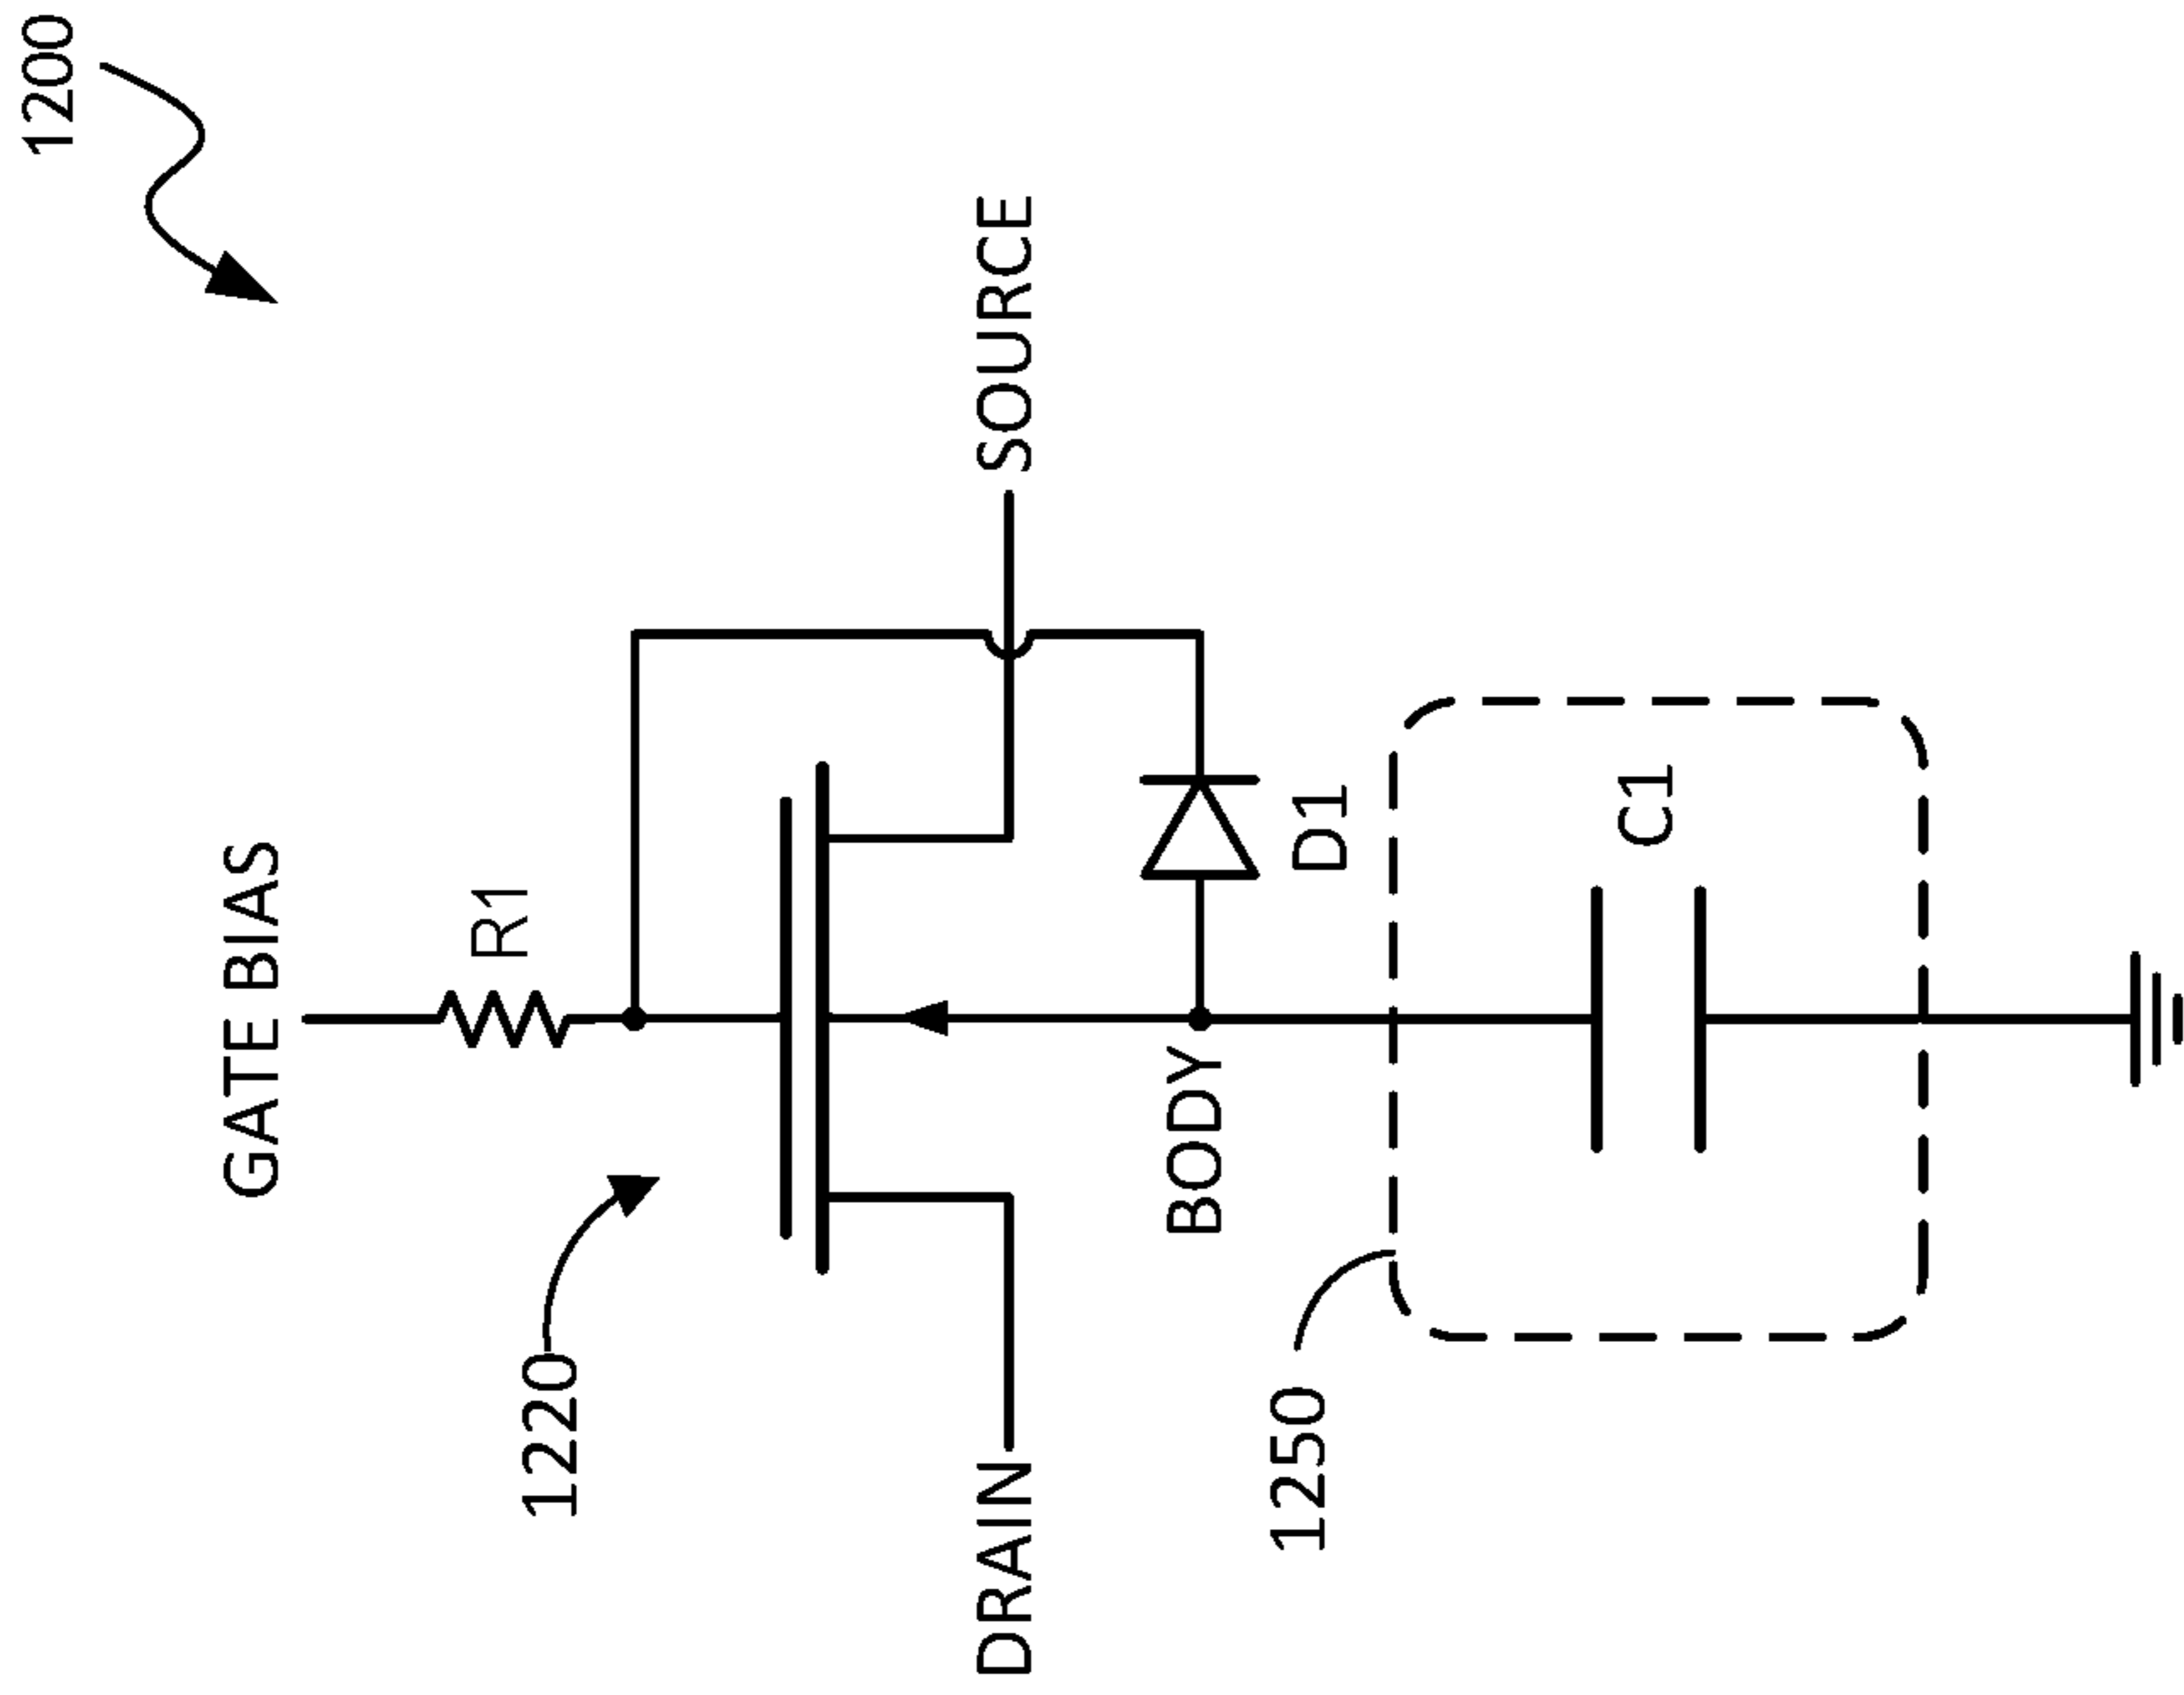 1200
GATE BIAS
R1
1220
SOURCE
DRAIN
BODY
D1
1250
C1